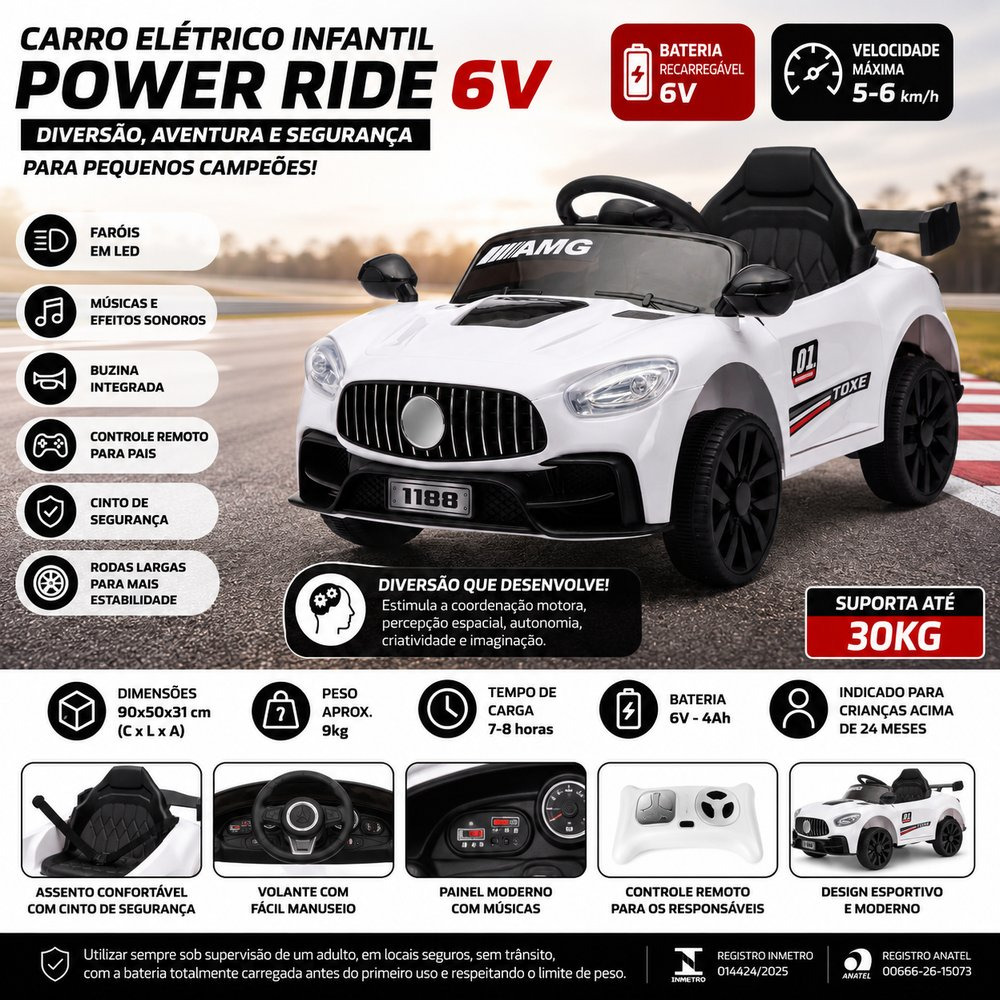 CARRO ELÉTRICO INFANTIL
POWER RIDE 6V
DIVERSÃO, AVENTURA E SEGURANÇA
PARA PEQUENOS CAMPEÕES!
BATERIA
RECARREGÁVEL
6V
VELOCIDADE
MÁXIMA
5-6 km/h
FARÓIS
EM LED
MÚSICAS E
EFEITOS SONOROS
BUZINA
INTEGRADA
CONTROLE REMOTO
PARA PAIS
CINTO DE
SEGURANÇA
RODAS LARGAS
PARA MAIS
ESTABILIDADE
AMG
.01.
TOXE
1188
DIVERSÃO QUE DESENVOLVE!
Estimula a coordenação motora,
percepção espacial, autonomia,
criatividade e imaginação.
SUPORTA ATÉ
30KG
DIMENSÕES
90x50x31 cm
(C x L x A)
?
PESO
APROX.
9kg
TEMPO DE
CARGA
7-8 horas
BATERIA
6V - 4Ah
INDICADO PARA
CRIANÇAS ACIMA
DE 24 MESES
ASSENTO CONFORTÁVEL
COM CINTO DE SEGURANÇA
VOLANTE COM
FÁCIL MANUSEIO
PAINEL MODERNO
COM MÚSICAS
CONTROLE REMOTO
PARA OS RESPONSÁVEIS
AMG
01
TOXE
DESIGN ESPORTIVO
E MODERNO
Utilizar sempre sob supervisão de um adulto, em locais seguros, sem trânsito,
com a bateria totalmente carregada antes do primeiro uso e respeitando o limite de peso.
INMETRO
REGISTRO INMETRO
014424/2025
ANATEL
REGISTRO ANATEL
00666-26-15073